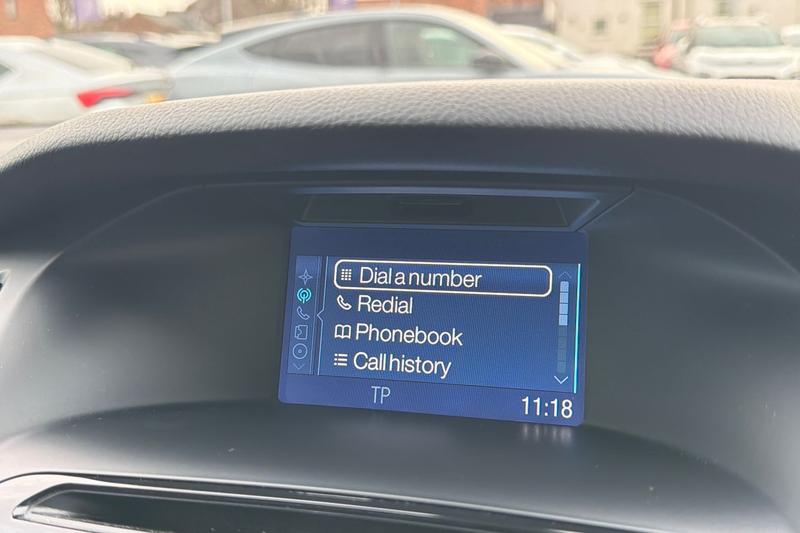 Dial a number
Redial
Phonebook
Call history
TP
11:18